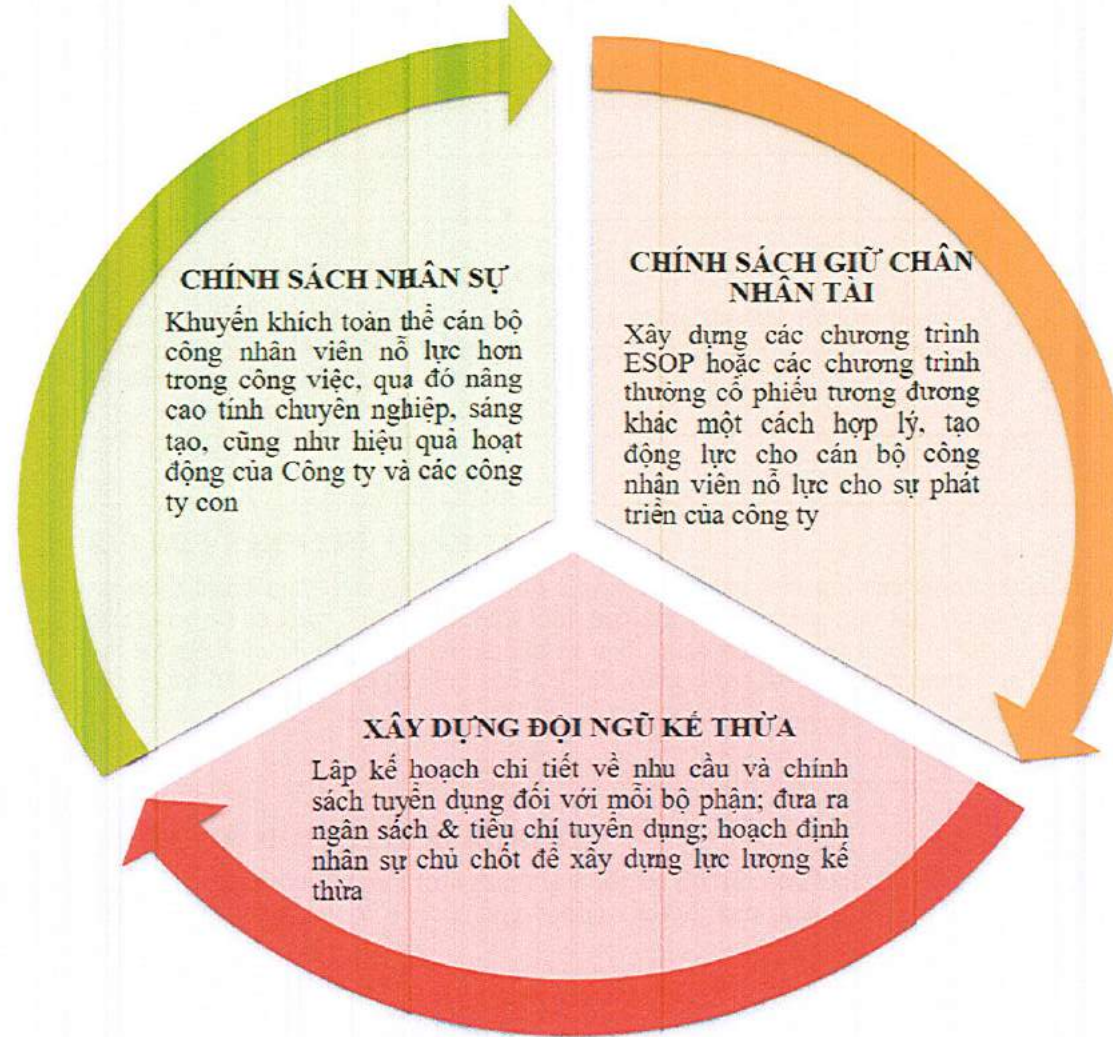 CHÍNH SÁCH NHÂN SỰ
Khuyến khích toàn thể cán bộ
công nhân viên nỗ lực hơn
trong công việc, qua đó nâng
cao tính chuyên nghiệp, sáng
tạo, cũng như hiệu quả hoạt
động của Công ty và các công
ty con
CHÍNH SÁCH GIỮ CHÂN
NHÂN TÀI
Xây dựng các chương trình
ESOP hoặc các chương trình
thưởng cổ phiếu tương đương
khác một cách hợp lý, tạo
động lực cho cán bộ công
nhân viên nỗ lực cho sự phát
triển của công ty
XÂY DỰNG ĐỘI NGŨ KẾ THỪA
Lập kế hoạch chi tiết về nhu cầu và chính
sách tuyển dụng đối với mỗi bộ phận; đưa ra
ngân sách & tiêu chí tuyển dụng; hoạch định
nhân sự chủ chốt để xây dựng lực lượng kế
thừa